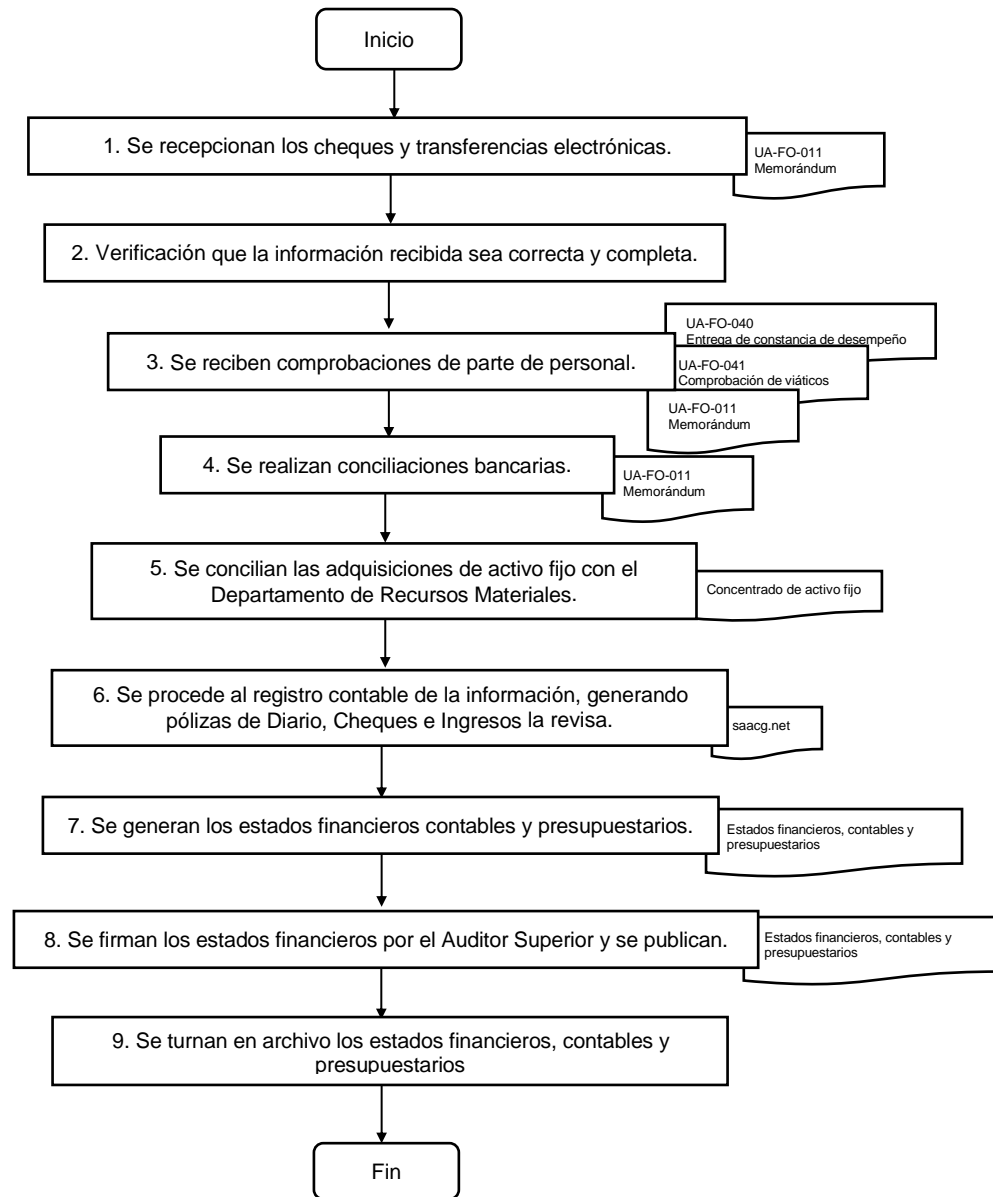 Inicio
1. Se recepcionan los cheques y transferencias electrónicas.
UA-FO-011
Memorándum
2. Verificación que la información recibida sea correcta y completa.
UA-FO-040
Entrega de constancia de desempeño
3. Se reciben comprobaciones de parte de personal.
UA-FO-041
Comprobación de viáticos
UA-FO-011
Memorándum
4. Se realizan conciliaciones bancarias.
UA-FO-011
Memorándum
5. Se concilian las adquisiciones de activo fijo con el
Departamento de Recursos Materiales.
Concentrado de activo fijo
6. Se procede al registro contable de la información, generando
pólizas de Diario, Cheques e Ingresos la revisa.
saacg.net
7. Se generan los estados financieros contables y presupuestarios.
Estados financieros, contables y
presupuestarios
8. Se firman los estados financieros por el Auditor Superior y se publican.
Estados financieros, contables y
presupuestarios
9. Se turnan en archivo los estados financieros, contables y
presupuestarios
Fin